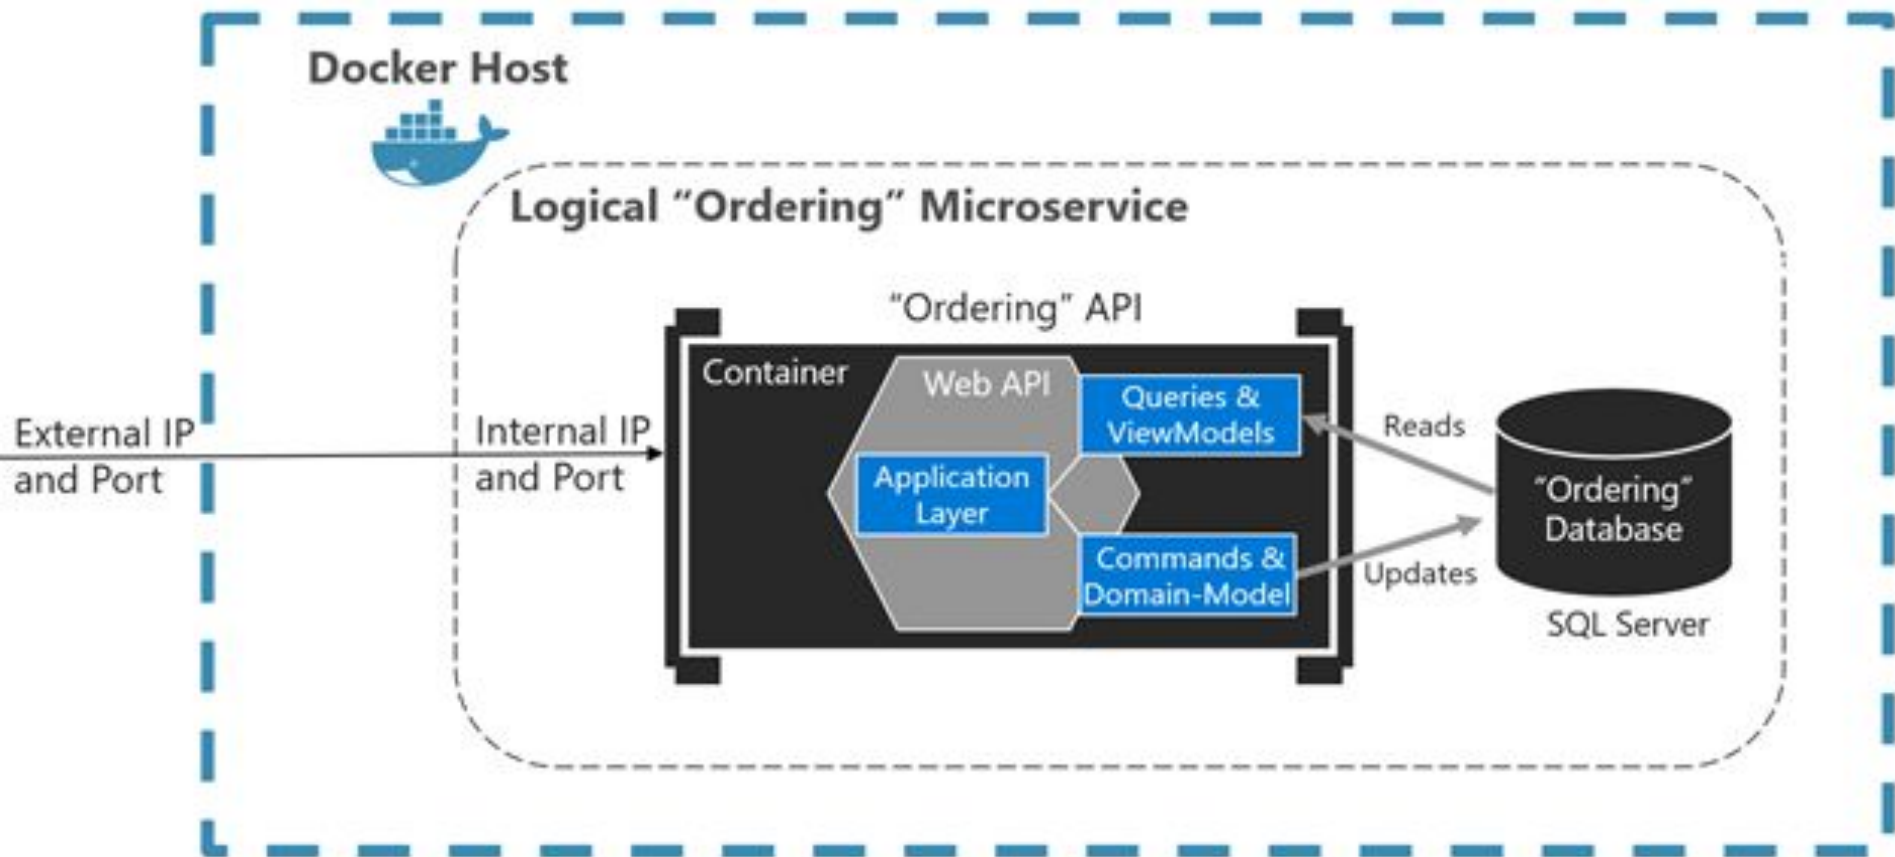 Docker Host
Logical “Ordering” Microservice
“Ordering” API
Container
Web API
Queries &
ViewModels
Application
Layer
Commands &
Domain-Model
External IP
and Port
Internal IP
and Port
Reads
Updates
“Ordering”
Database
SQL Server